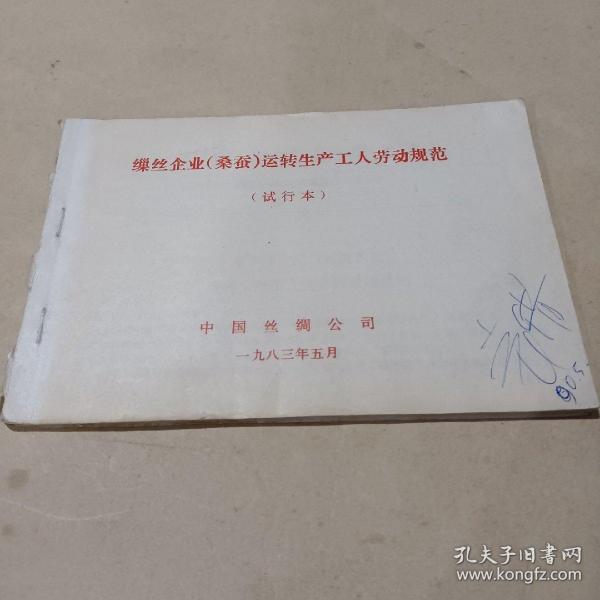 缫丝企业(桑蚕)运转生产工人劳动规范
(试行本)
中国丝绸公司
一九八三年五月
90.5.
孔夫子旧书网
www.kongfz.com